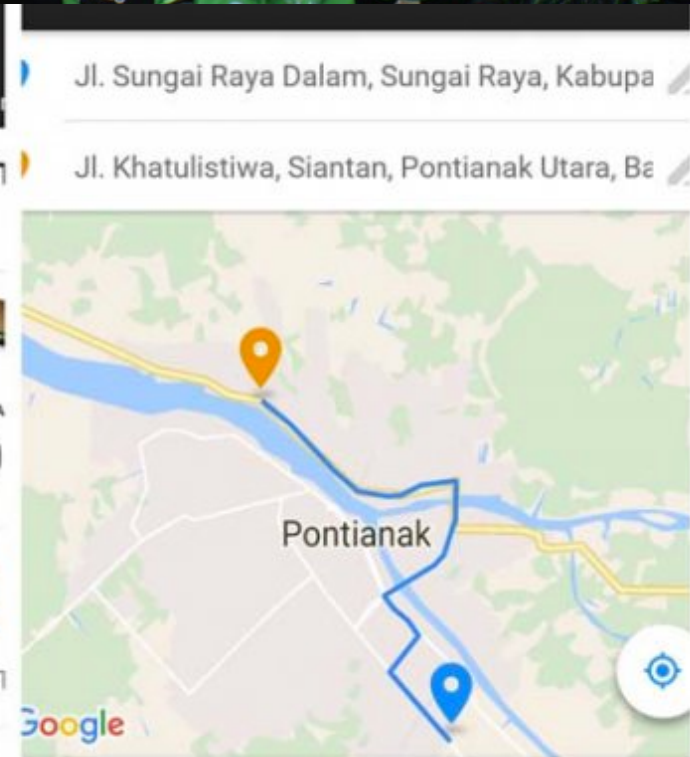 Jl. Sungai Raya Dalam, Sungai Raya, Kabupa
Jl. Khatulistiwa, Siantan, Pontianak Utara, Ba
Pontianak
Google